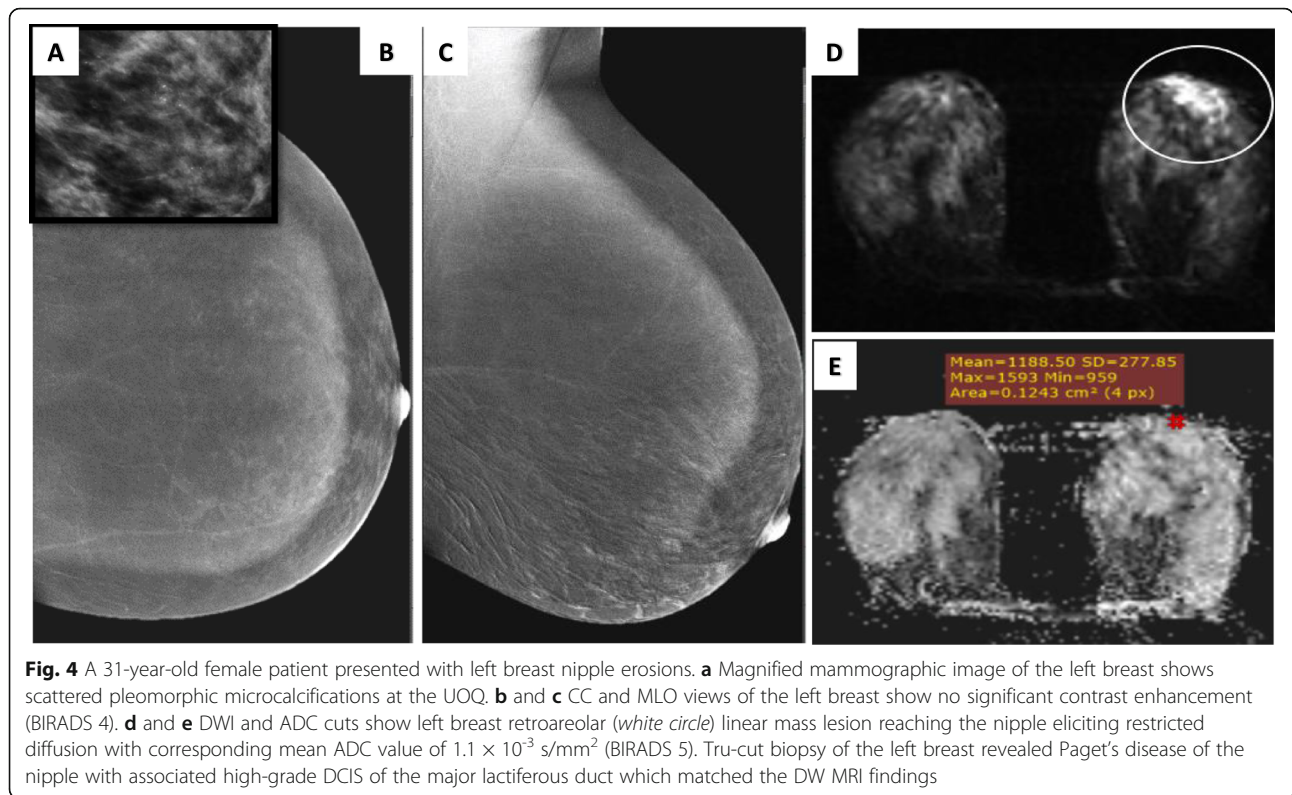 A
B
C
D
E
Mean=1188.50 SD=277.85
Max=1593 Min=959
Area=0.1243 cm² (4 px)
Fig. 4 A 31-year-old female patient presented with left breast nipple erosions. a Magnified mammographic image of the left breast shows
scattered pleomorphic microcalcifications at the UOQ. b and c CC and MLO views of the left breast show no significant contrast enhancement
(BIRADS 4). d and e DWI and ADC cuts show left breast retroareolar (white circle) linear mass lesion reaching the nipple eliciting restricted
diffusion with corresponding mean ADC value of 1.1 × 10⁻³ s/mm² (BIRADS 5). Tru-cut biopsy of the left breast revealed Paget's disease of the
nipple with associated high-grade DCIS of the major lactiferous duct which matched the DW MRI findings